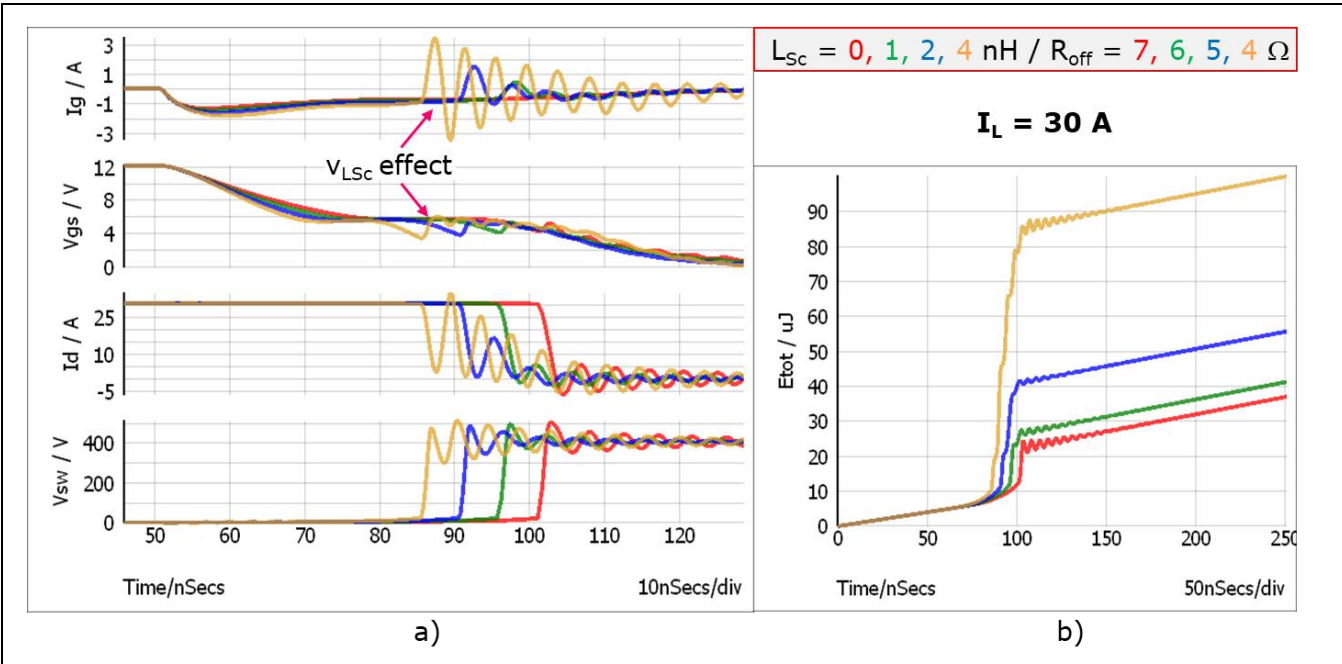 L_Sc = 0, 1, 2, 4 nH / R_off = 7, 6, 5, 4 Ω
I_L = 30 A
Ig / A
3
1
-1
-3
v_LSc effect
Vgs / V
12
8
4
0
Id / A
25
10
-5
Vsw / V
400
200
0
50 60 70 80 90 100 110 120
Time/nSecs 10nSecs/div
a)
Etot / uJ
90
80
70
60
50
40
30
20
10
0
0 50 100 150 200 250
Time/nSecs 50nSecs/div
b)